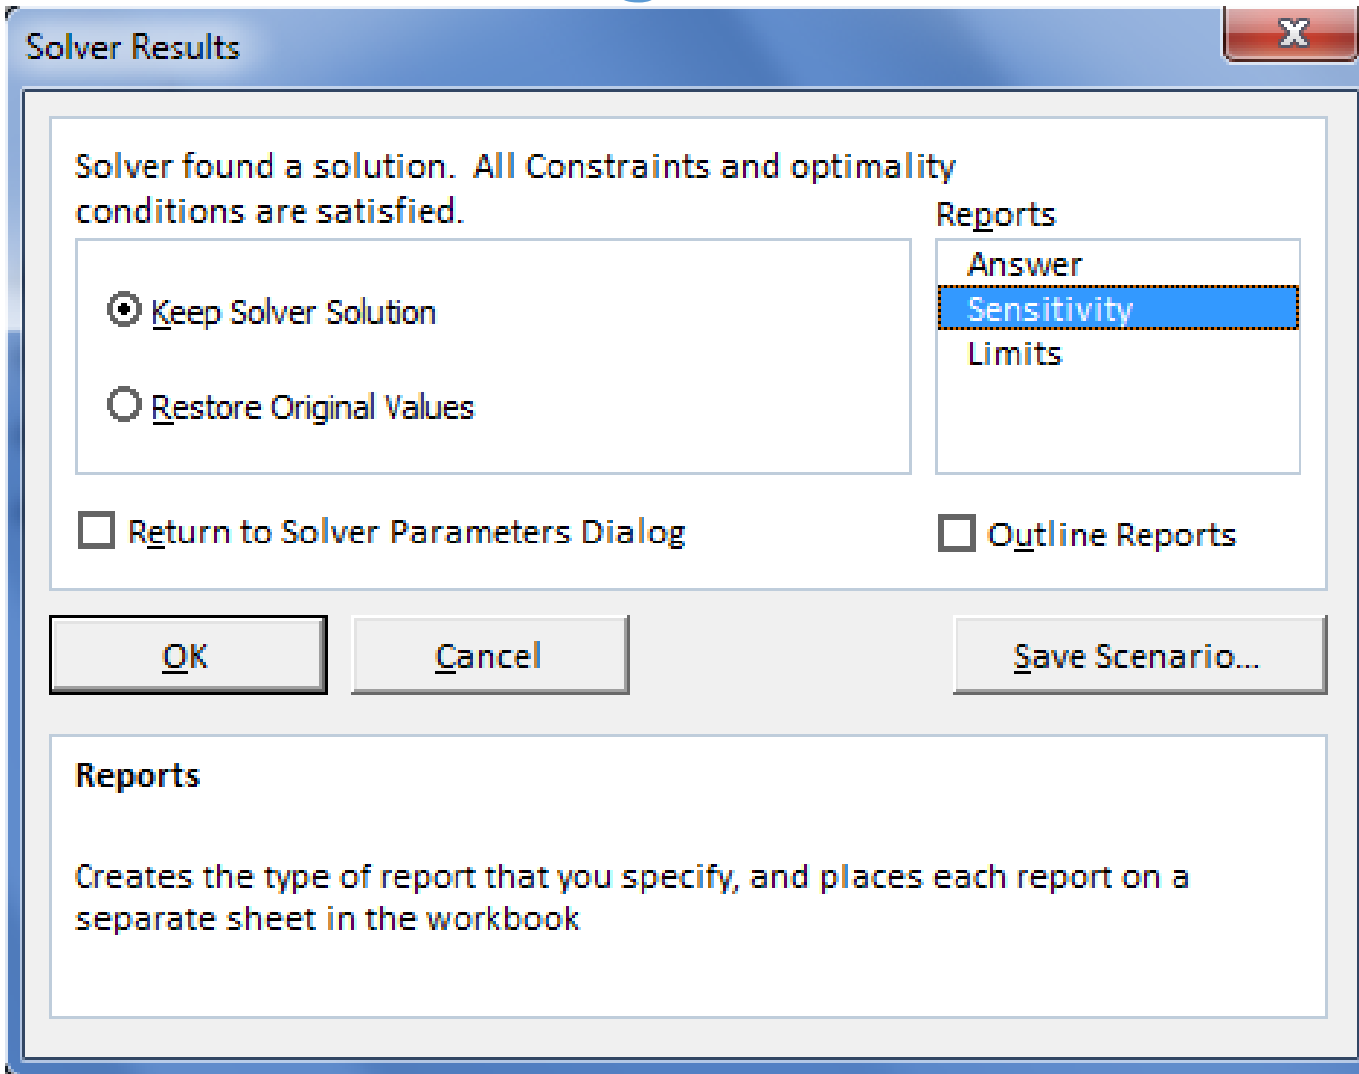 Solver Results
Solver found a solution. All Constraints and optimality
conditions are satisfied.
Reports
Answer
Keep Solver Solution
Sensitivity
Limits
Restore Original Values
Return to Solver Parameters Dialog
Outline Reports
OK
Cancel
Save Scenario...
Reports
Creates the type of report that you specify, and places each report on a
separate sheet in the workbook